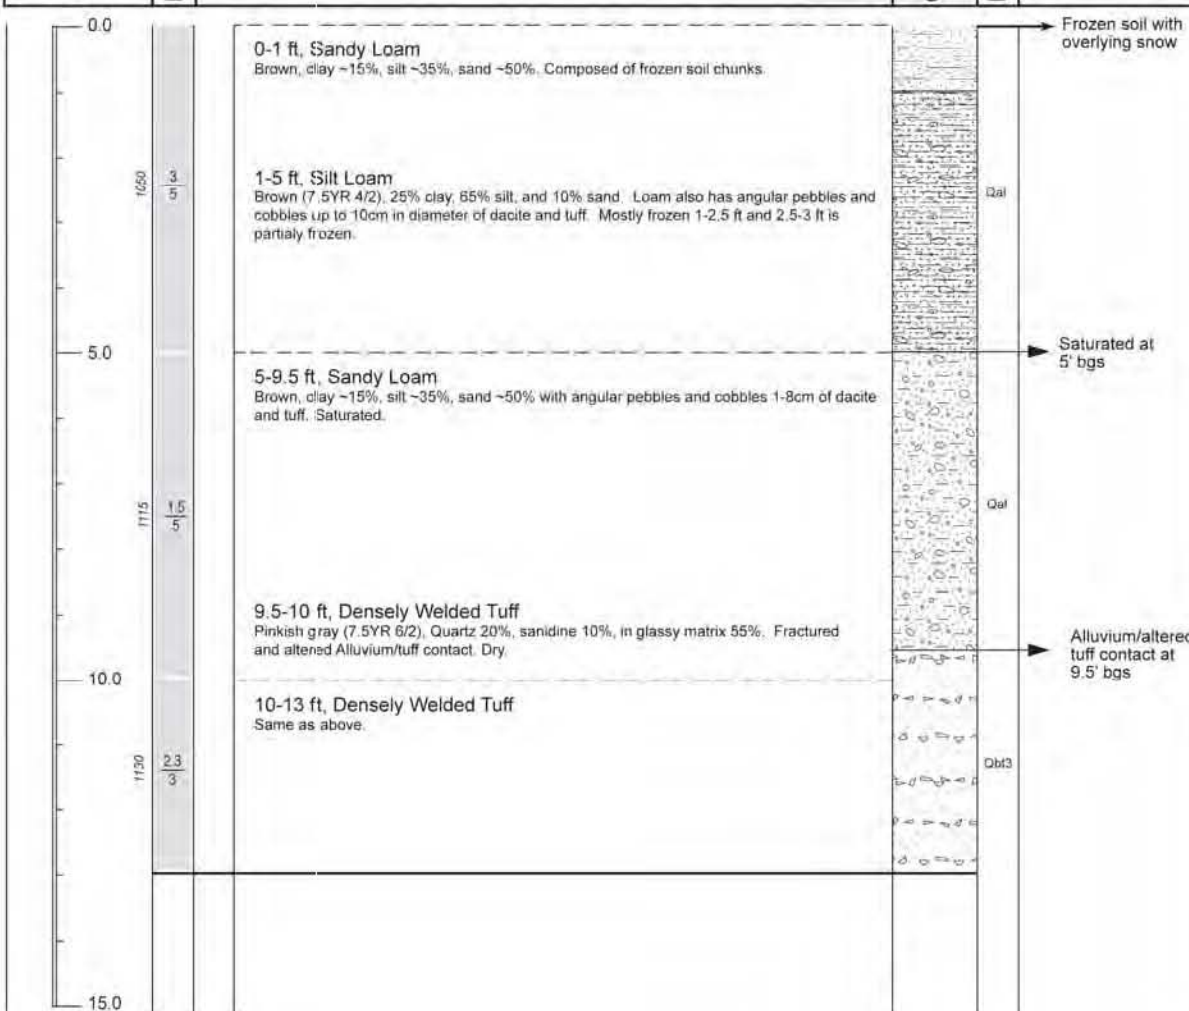 0.0
Frozen soil with
overlying snow
0-1 ft, Sandy Loam
Brown, clay ~15%, silt ~35%, sand ~50%. Composed of frozen soil chunks.
1050
3
5
1-5 ft, Silt Loam
Brown (7.5YR 4/2), 25% clay, 65% silt, and 10% sand. Loam also has angular pebbles and
cobbles up to 10cm in diameter of dacite and tuff. Mostly frozen 1-2.5 ft and 2.5-3 ft is
partialy frozen.
Qal
5.0
Saturated at
5' bgs
5-9.5 ft, Sandy Loam
Brown, clay ~15%, silt ~35%, sand ~50% with angular pebbles and cobbles 1-8cm of dacite
and tuff. Saturated.
1115
1.5
5
Qal
9.5-10 ft, Densely Welded Tuff
Pinkish gray (7.5YR 6/2), Quartz 20%, sanidine 10%, in glassy matrix 55%. Fractured
and altered Alluvium/tuff contact. Dry.
Alluvium/altered
tuff contact at
9.5' bgs
10.0
10-13 ft, Densely Welded Tuff
Same as above.
1130
2.3
3
Qbt3
15.0